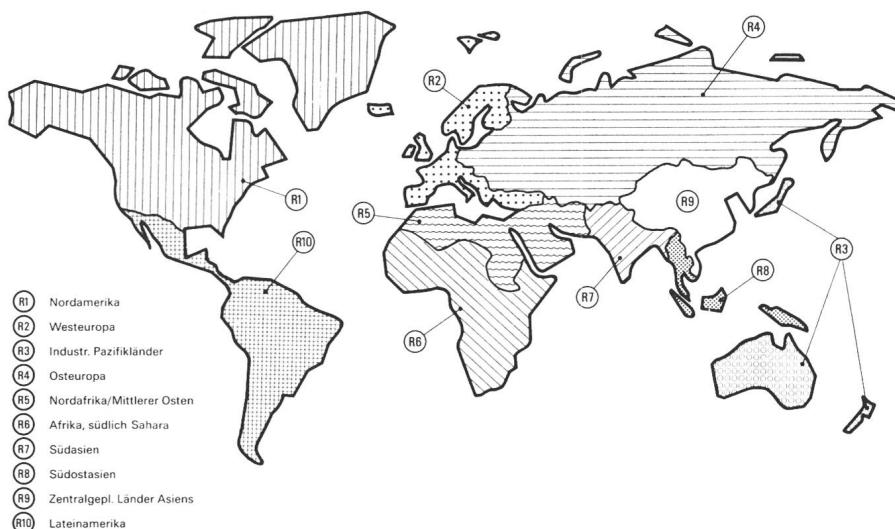 R4
R2
R1
R9
R5
R10
R3
R8
R7
R6
R1 Nordamerika
R2 Westeuropa
R3 Industr. Pazifikländer
R4 Osteuropa
R5 Nordafrika/Mittlerer Osten
R6 Afrika, südlich Sahara
R7 Südasien
R8 Südostasien
R9 Zentralgepl. Länder Asiens
R10 Lateinamerika